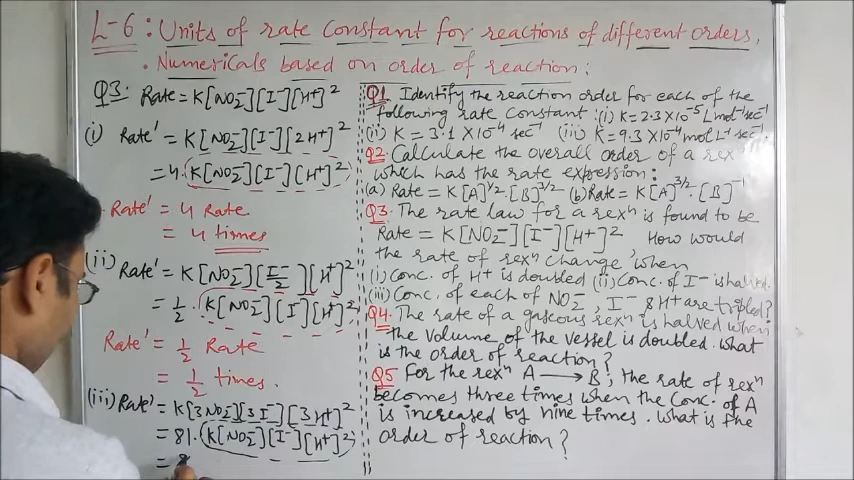 L-6 : Units of rate Constant for reactions of different orders,
. Numericals based on order of reaction :
Q3: Rate = K[NO2-][I-][H+]2
(i) Rate' = K[NO2-][I-][2H+]2
= 4. (K[NO2-][I-][H+]2)
Rate' = 4 Rate
= 4 times
(ii) Rate' = K[NO2-][I-/2][H+]2
= 1/2. (K[NO2-][I-][H+]2)
Rate' = 1/2 Rate
= 1/2 times.
(iii) Rate' = K[3NO2-][3I-][3H+]2
= 81. (K[NO2-][I-][H+]2)
=
Q1. Identify the reaction order for each of the
following rate Constant : (i) K = 2.3 X 10-5 L mol-1 sec-1
(ii) K = 3.1 X 10-4 sec-1 (iii) K = 9.3 X 10-4 mol L-1 sec-1.
Q2. Calculate the overall order of a rex
which has the rate expression :
(a) Rate = K[A]1/2 . [B]3/2 (b) Rate = K[A]3/2 . [B]-1
Q3. The rate law for a rexn is found to be
Rate = K[NO2-][I-][H+]2 How would
the rate of rexn change, when
(i) Conc. of H+ is doubled (ii) Conc. of I- is halved.
(iii) Conc. of each of NO2-, I- & H+ are tripled?
Q4. The rate of a gaseous rexn is halved when
the volume of the vessel is doubled. what
is the order of reaction?
Q5 For the rexn A → B, the rate of rexn
becomes three times when the conc. of A
is increased by nine times. What is the
order of reaction?